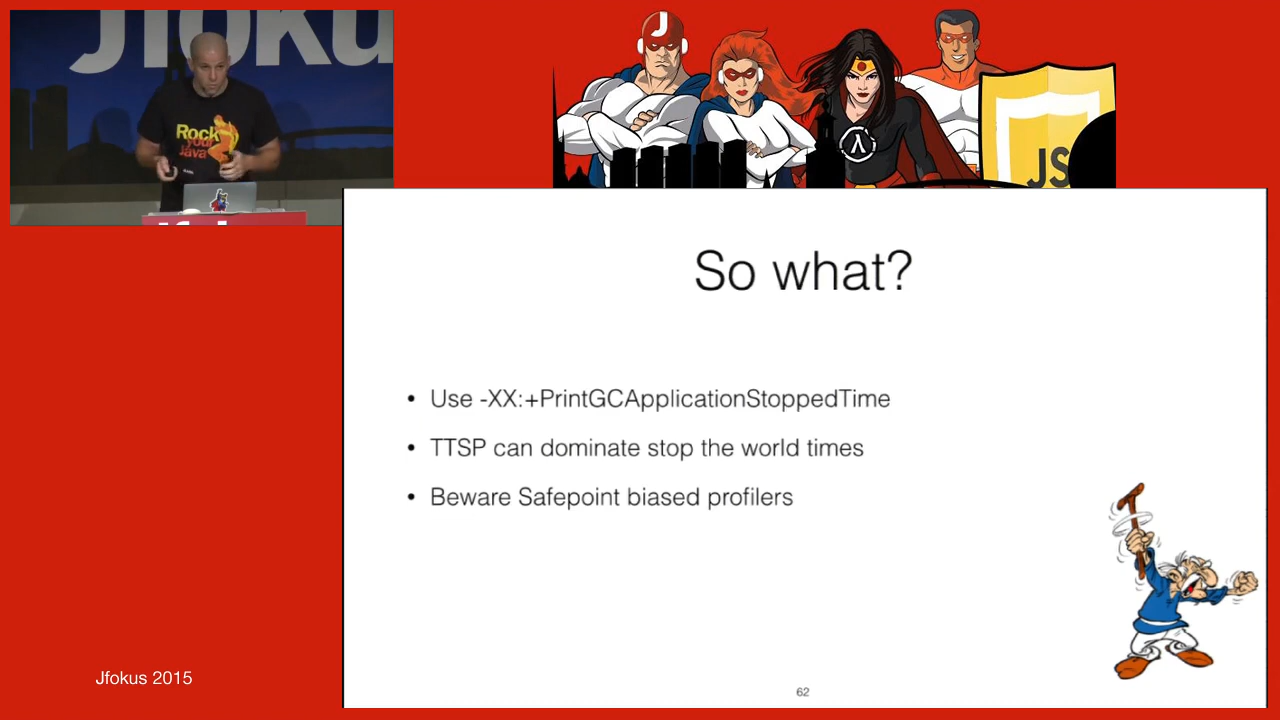 Jfoku
Rock
your
Java
J
λ
JS
So what?
• Use -XX:+PrintGCApplicationStoppedTime
• TTSP can dominate stop the world times
• Beware Safepoint biased profilers
62
Jfokus 2015